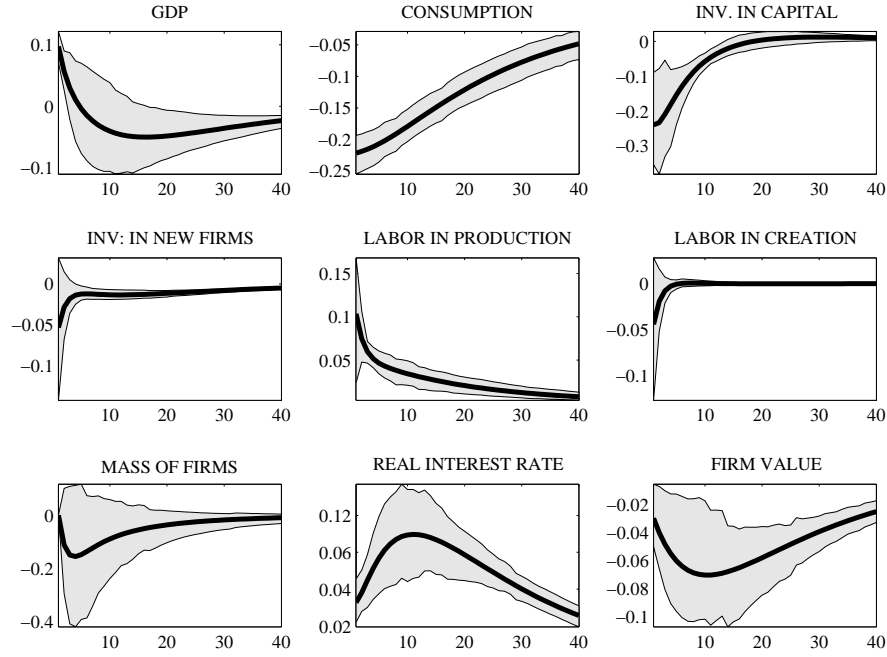 GDP
0.1
0
−0.1
10 20 30 40
CONSUMPTION
−0.05
−0.1
−0.15
−0.2
−0.25
10 20 30 40
INV. IN CAPITAL
0
−0.1
−0.2
−0.3
10 20 30 40
INV: IN NEW FIRMS
0
−0.05
−0.1
10 20 30 40
LABOR IN PRODUCTION
0.15
0.1
0.05
10 20 30 40
LABOR IN CREATION
0
−0.05
−0.1
10 20 30 40
MASS OF FIRMS
0
−0.2
−0.4
10 20 30 40
REAL INTEREST RATE
0.12
0.06
0.04
0.02
10 20 30 40
FIRM VALUE
−0.02
−0.04
−0.06
−0.08
−0.1
10 20 30 40